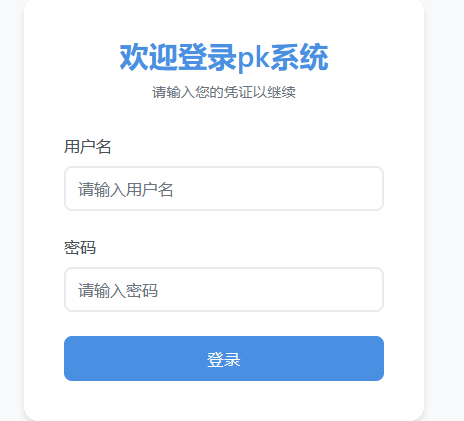 欢迎登录pk系统
请输入您的凭证以继续
用户名
请输入用户名
密码
请输入密码
登录